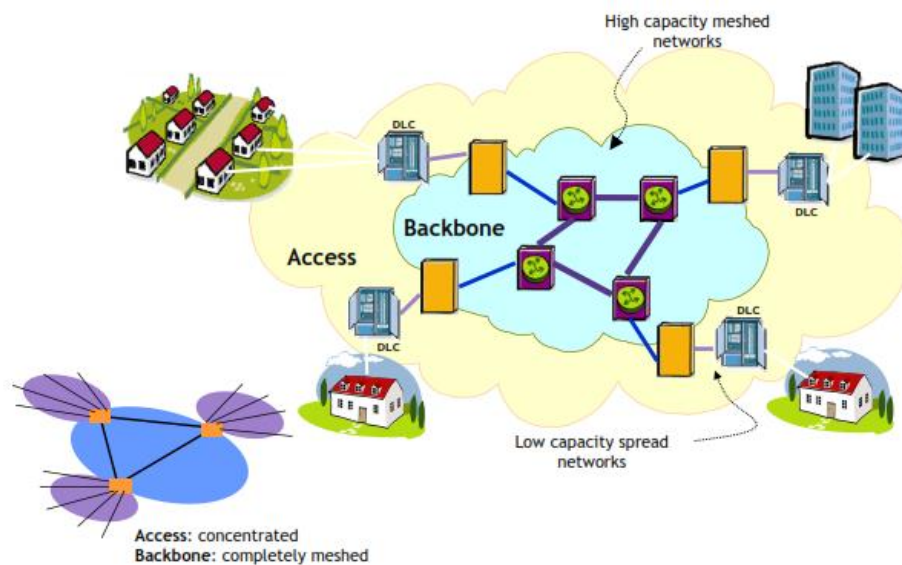 High capacity meshed
networks
DLC
DLC
Backbone
Access
DLC
DLC
Low capacity spread
networks
Access: concentrated
Backbone: completely meshed